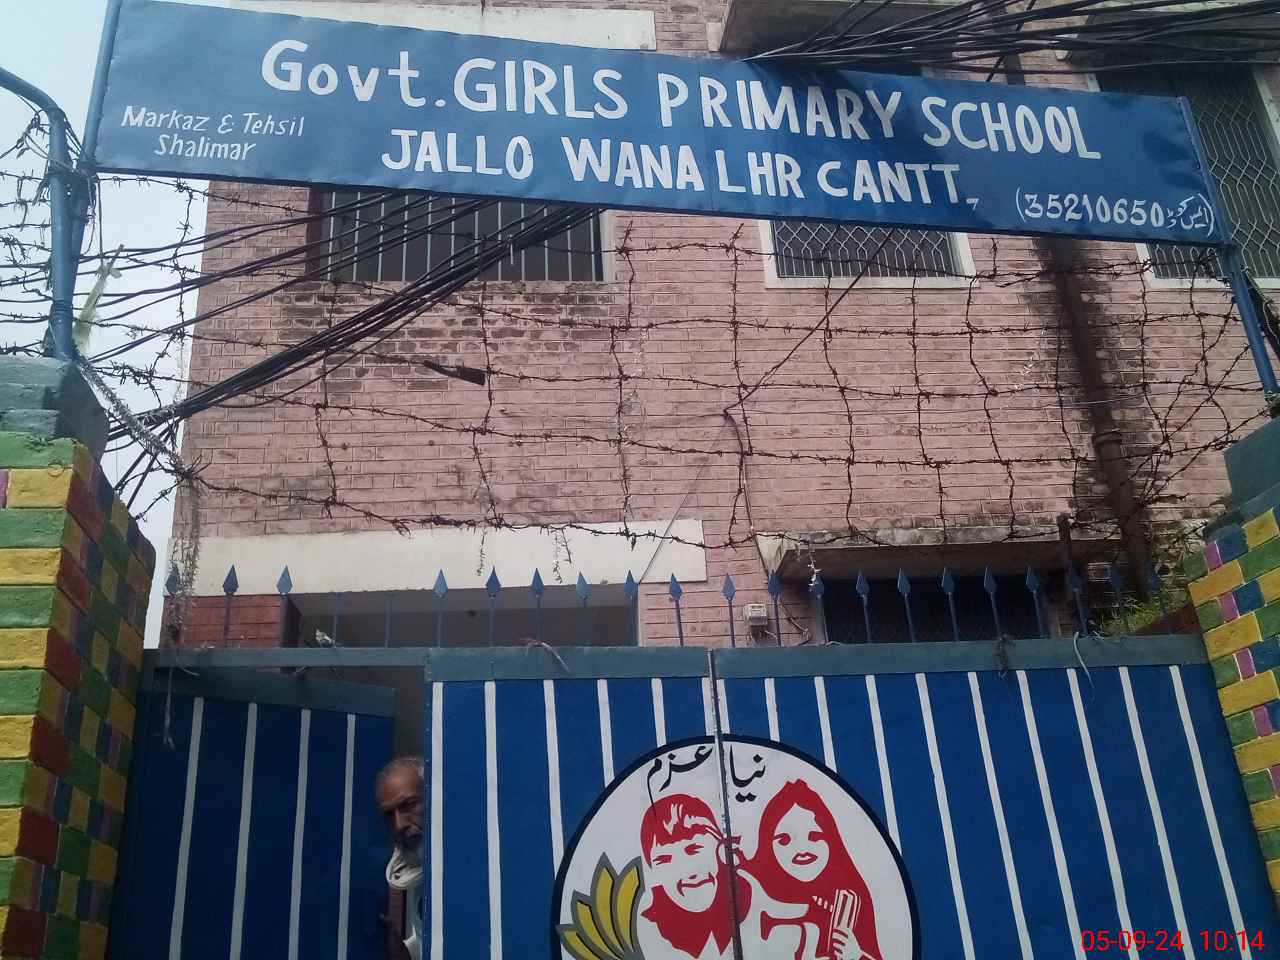 Govt. GIRLS PRIMARY SCHOOL
Markaz & Tehsil
Shalimar
JALLO WANA LHR CANTT.
(35210650
نیا عزم
05-09-24 10:14